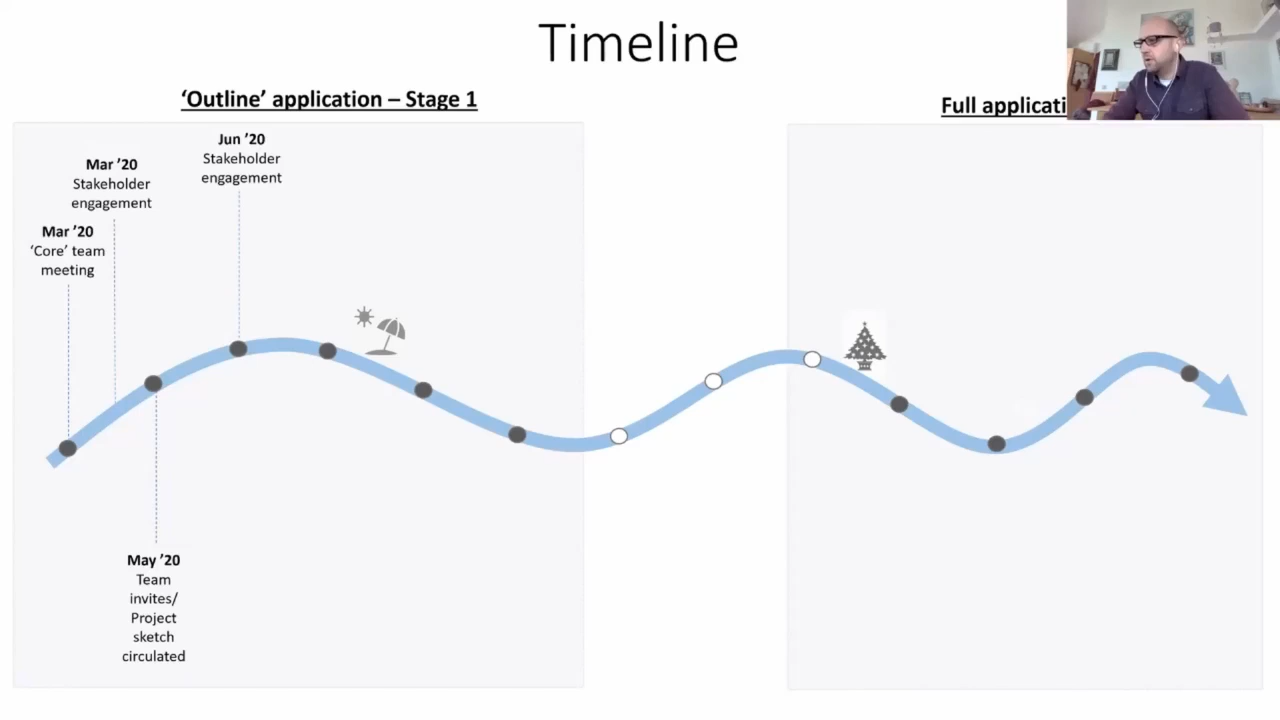 Timeline
‘Outline’ application – Stage 1
Full applicati
Jun ’20
Stakeholder
engagement
Mar ’20
Stakeholder
engagement
Mar ’20
‘Core’ team
meeting
May ’20
Team
invites/
Project
sketch
circulated